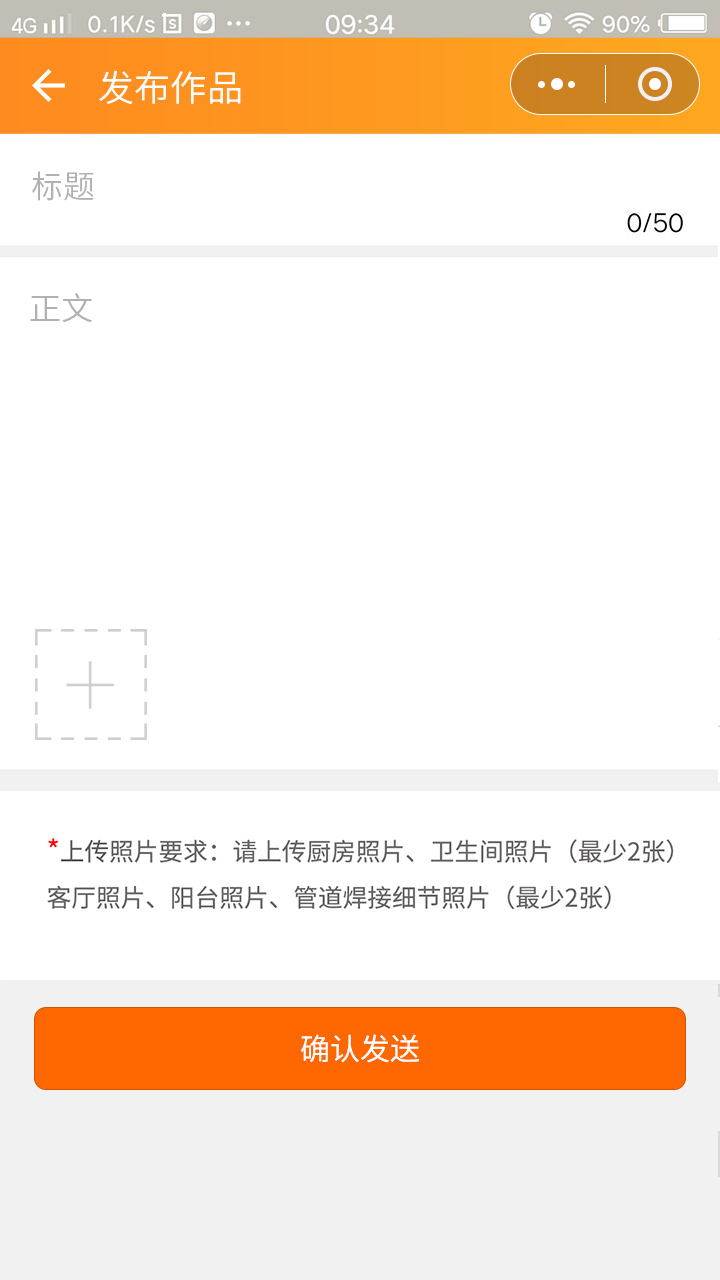 4G 0.1K/s 09:34 90%
发布作品
标题
0/50
正文
*上传照片要求：请上传厨房照片、卫生间照片（最少2张）
客厅照片、阳台照片、管道焊接细节照片（最少2张）
确认发送